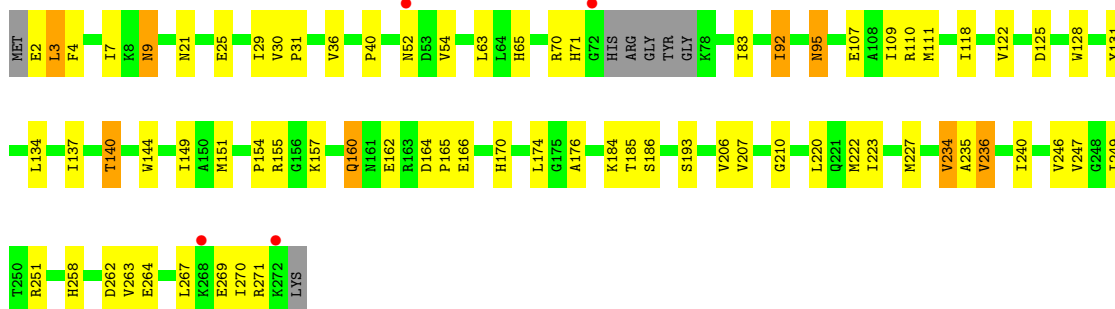 MET E2 L3 F4 I7 K8 N9 N21 E25 I29 V30 P31 V36 P40 N52 D53 V54 L63 L64 H65 R70 H71 G72 HIS ARG GLY TYR GLY K78 I83 I92 N95 E107 A108 I109 R110 M111 I118 V122 D125 W128
L134 I137 T140 W144 I149 A150 M151 P154 R155 G156 K157 Q160 N161 E162 R163 D164 P165 E166 H170 L174 G175 A176 K184 T185 S186 S193 V206 V207 G210 L220 Q221 M222 I223 M227 V234 A235 V236 I240 V246 V247 G248
T250 R251 H258 D262 V263 E264 L267 K268 E269 I270 R271 K272 LYS